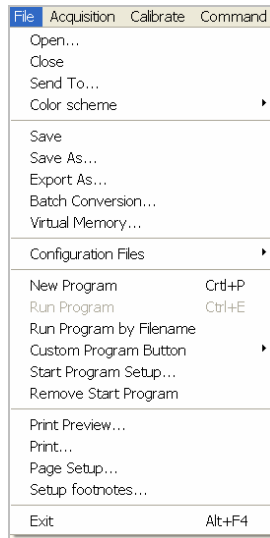 File Acquisition Calibrate Command
Open...
Close
Send To...
Color scheme
Save
Save As...
Export As...
Batch Conversion...
Virtual Memory...
Configuration Files
New Program Crtl+P
Run Program Ctrl+E
Run Program by Filename
Custom Program Button
Start Program Setup...
Remove Start Program
Print Preview...
Print...
Page Setup...
Setup footnotes...
Exit Alt+F4